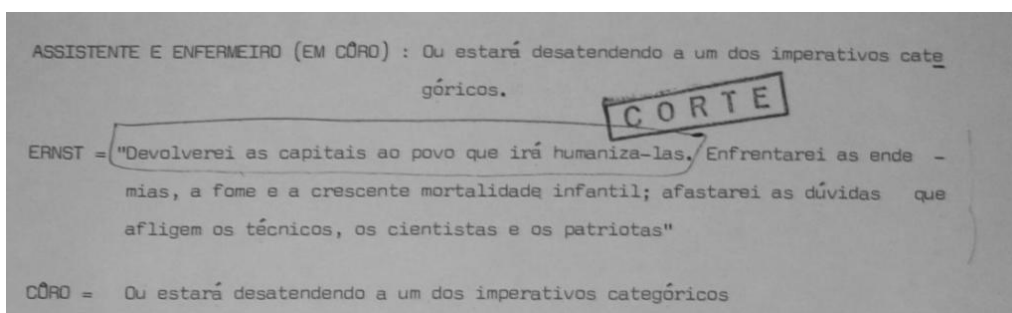 ASSISTENTE E ENFERMEIRO (EM CÔRO) : Ou estará desatendendo a um dos imperativos cate
góricos.
CORTE
ERNST = "Devolverei as capitais ao povo que irá humaniza-las. Enfrentarei as ende -
mias, a fome e a crescente mortalidade infantil; afastarei as dúvidas que
afligem os técnicos, os cientistas e os patriotas"
CÔRO = Ou estará desatendendo a um dos imperativos categóricos